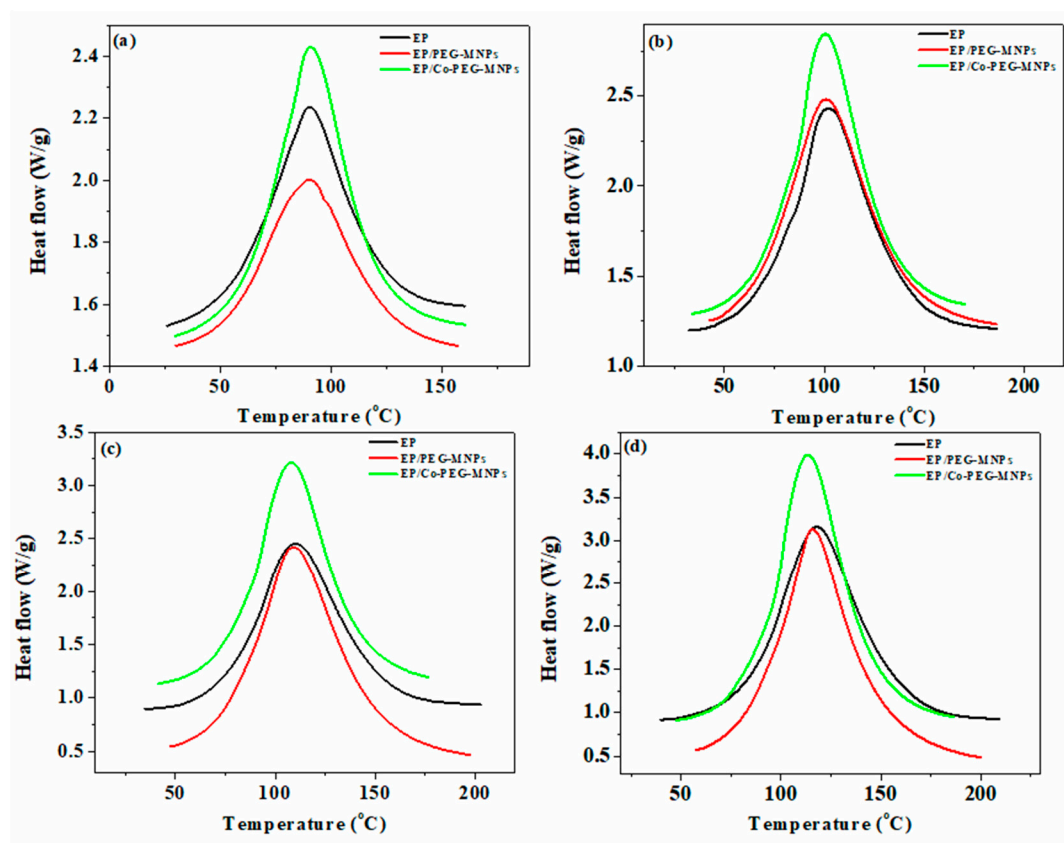 (a)
EP
EP/PEG-MNPs
EP/Co-PEG-MNPs
2.4
2.2
2.0
1.8
1.6
1.4
Heat flow (W/g)
0
50
100
150
Temperature (°C)
(b)
EP
EP/PEG-MNPs
EP/Co-PEG-MNPs
2.5
2.0
1.5
1.0
Heat flow (W/g)
50
100
150
200
Temperature (°C)
(c)
EP
EP/PEG-MNPs
EP/Co-PEG-MNPs
3.5
3.0
2.5
2.0
1.5
1.0
0.5
Heat flow (W/g)
50
100
150
200
Temperature (°C)
(d)
EP
EP/PEG-MNPs
EP/Co-PEG-MNPs
4.0
3.5
3.0
2.5
2.0
1.5
1.0
0.5
Heat flow (W/g)
50
100
150
200
Temperature (°C)